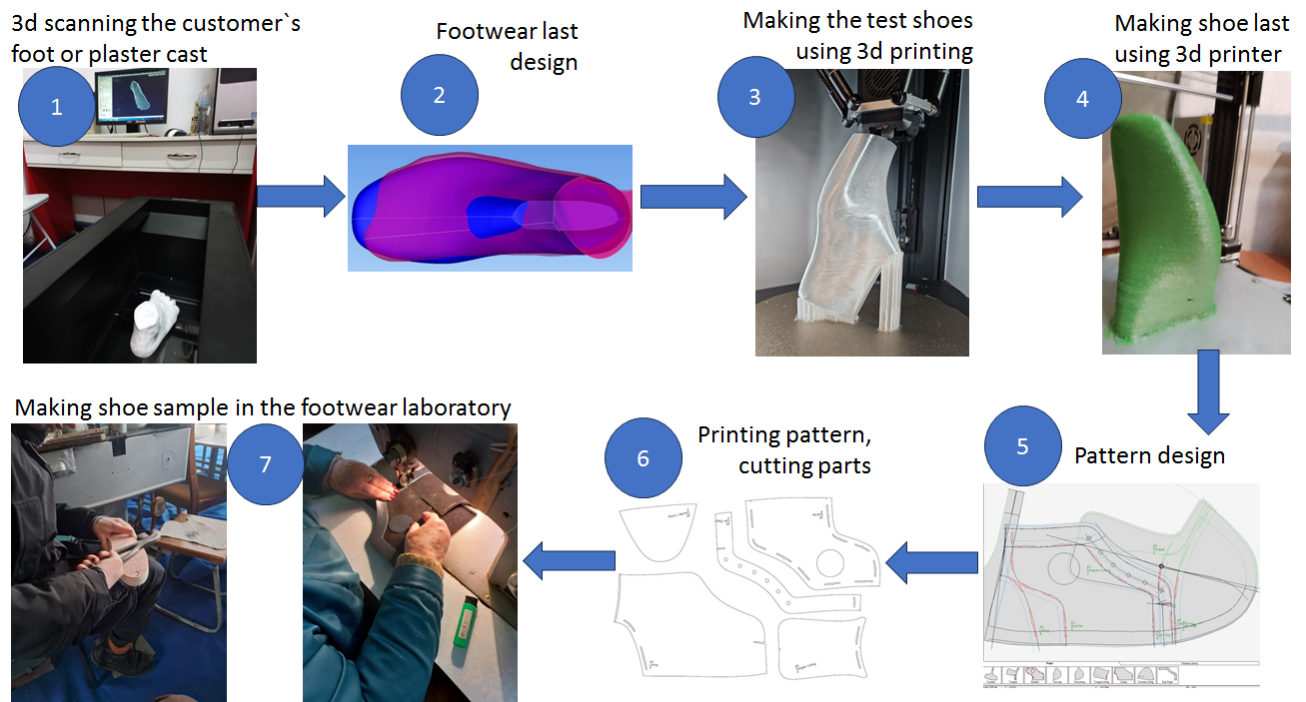 3d scanning the customer`s
foot or plaster cast
1
Footwear last
design
2
Making the test shoes
using 3d printing
3
Making shoe last
using 3d printer
4
5
Pattern design
Printing pattern,
cutting parts
6
Making shoe sample in the footwear laboratory
7